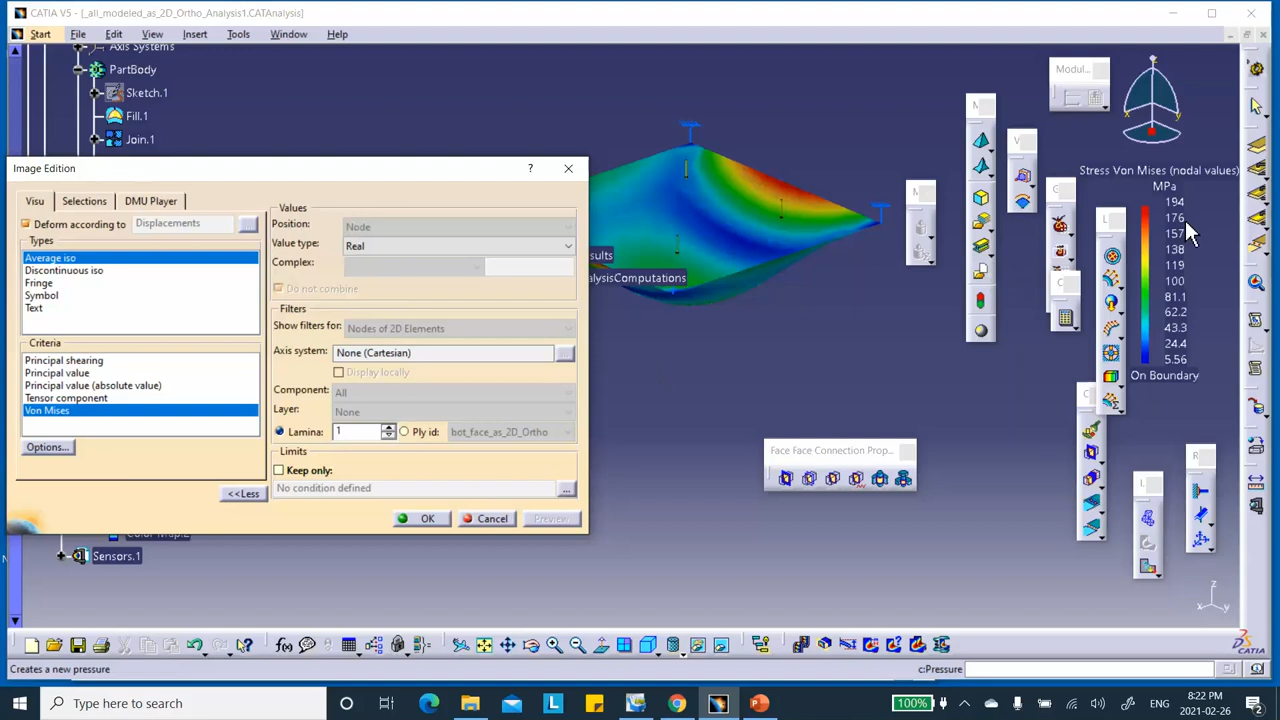 CATIA V5 - [_all_modeled_as_2D_Ortho_Analysis1.CATAnalysis]
Start File Edit View Insert Tools Window Help
Axis Systems
PartBody
Sketch.1
Fill.1
Join.1
Image Edition
?
Visu Selections DMU Player
Deform according to Displacements ...
Types
Average iso
Discontinuous iso
Fringe
Symbol
Text
Criteria
Principal shearing
Principal value
Principal value (absolute value)
Tensor component
Von Mises
Options...
<<Less
Values
Position: Node
Value type: Real
Complex:
Do not combine
Filters
Show filters for: Nodes of 2D Elements
Axis system: None (Cartesian) ...
Display locally
Component: All
Layer: None
Lamina: 1 Ply id: bot_face_as_2D_Ortho
Limits
Keep only:
No condition defined ...
OK Cancel Preview
sults
alysisComputations
Sensors.1
Modul...
M
V
M
C
L
C
C
L
R
Face Face Connection Prop...
Stress Von Mises (nodal values)
MPa
194
176
157
138
119
100
81.1
62.2
43.3
24.4
5.56
On Boundary
z
x y
Creates a new pressure
c:Pressure
Type here to search
100%
ENG
8:22 PM
2021-02-26
2